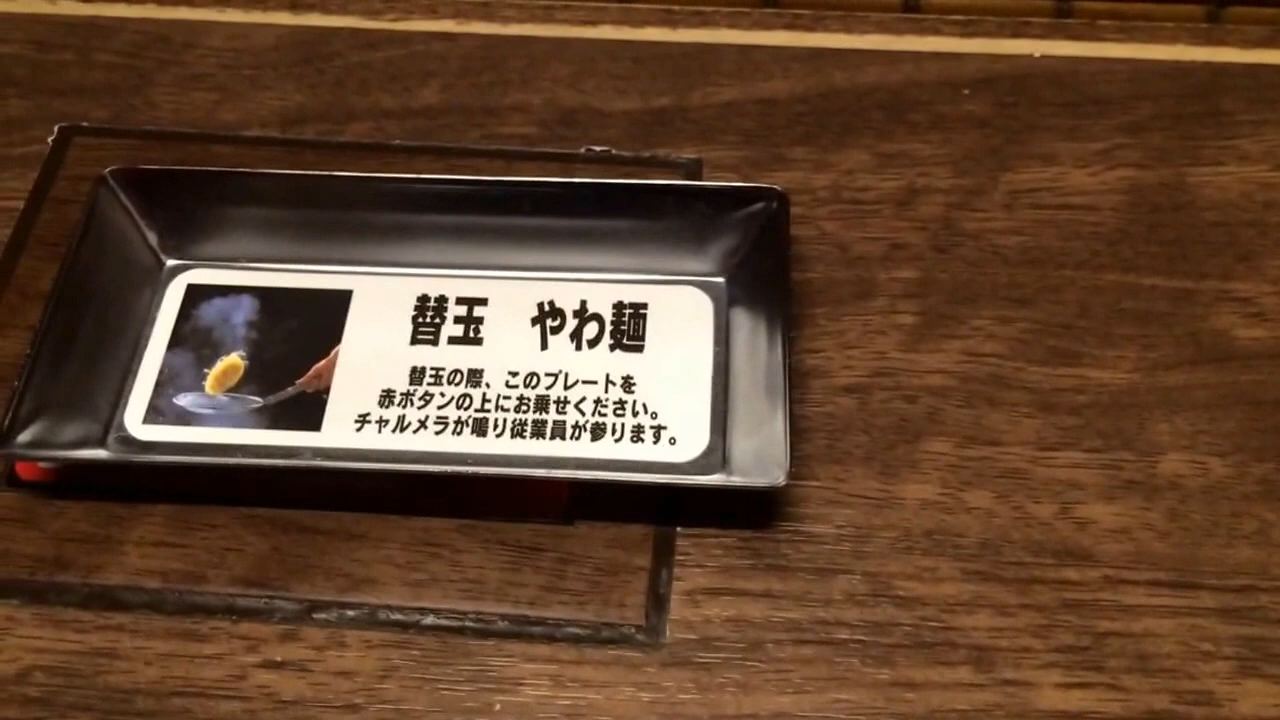 替玉　やわ麺
替玉の際、このプレートを
赤ボタンの上にお乗せください。
チャルメラが鳴り従業員が参ります。